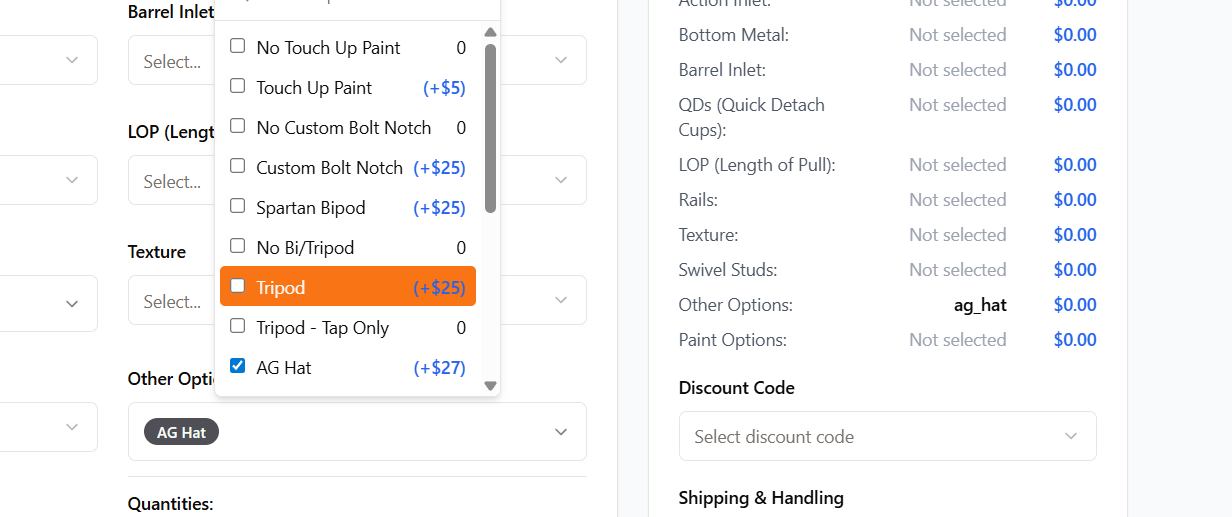 Barrel Inlet
Select...
LOP (Lengt
Select...
Texture
Select...
Other Opti
AG Hat
Quantities:
No Touch Up Paint 0
Touch Up Paint (+$5)
No Custom Bolt Notch 0
Custom Bolt Notch (+$25)
Spartan Bipod (+$25)
No Bi/Tripod 0
Tripod (+$25)
Tripod - Tap Only 0
AG Hat (+$27)
Action Inlet: Not selected $0.00
Bottom Metal: Not selected $0.00
Barrel Inlet: Not selected $0.00
QDs (Quick Detach Not selected $0.00
Cups):
LOP (Length of Pull): Not selected $0.00
Rails: Not selected $0.00
Texture: Not selected $0.00
Swivel Studs: Not selected $0.00
Other Options: ag_hat $0.00
Paint Options: Not selected $0.00
Discount Code
Select discount code
Shipping & Handling